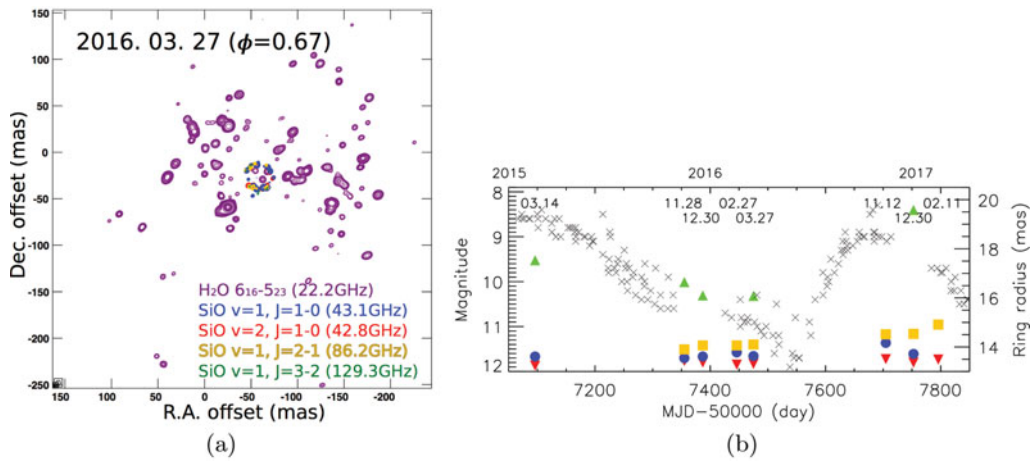 150
2016. 03. 27 (ϕ=0.67)
100
50
0
-50
-100
-150
-200
-250
Dec. offset (mas)
H₂O 6₁₆-5₂₃ (22.2GHz)
SiO v=1, J=1-0 (43.1GHz)
SiO v=2, J=1-0 (42.8GHz)
SiO v=1, J=2-1 (86.2GHz)
SiO v=1, J=3-2 (129.3GHz)
150 100 50 0 -50 -100 -150 -200
R.A. offset (mas)
(a)
2015 2016 2017
03.14 11.28 02.27 11.12 02.11
12.30 03.27 12.30
8
9
10
11
12
Magnitude
20
18
16
14
Ring radius (mos)
7200 7400 7600 7800
MJD-50000 (day)
(b)